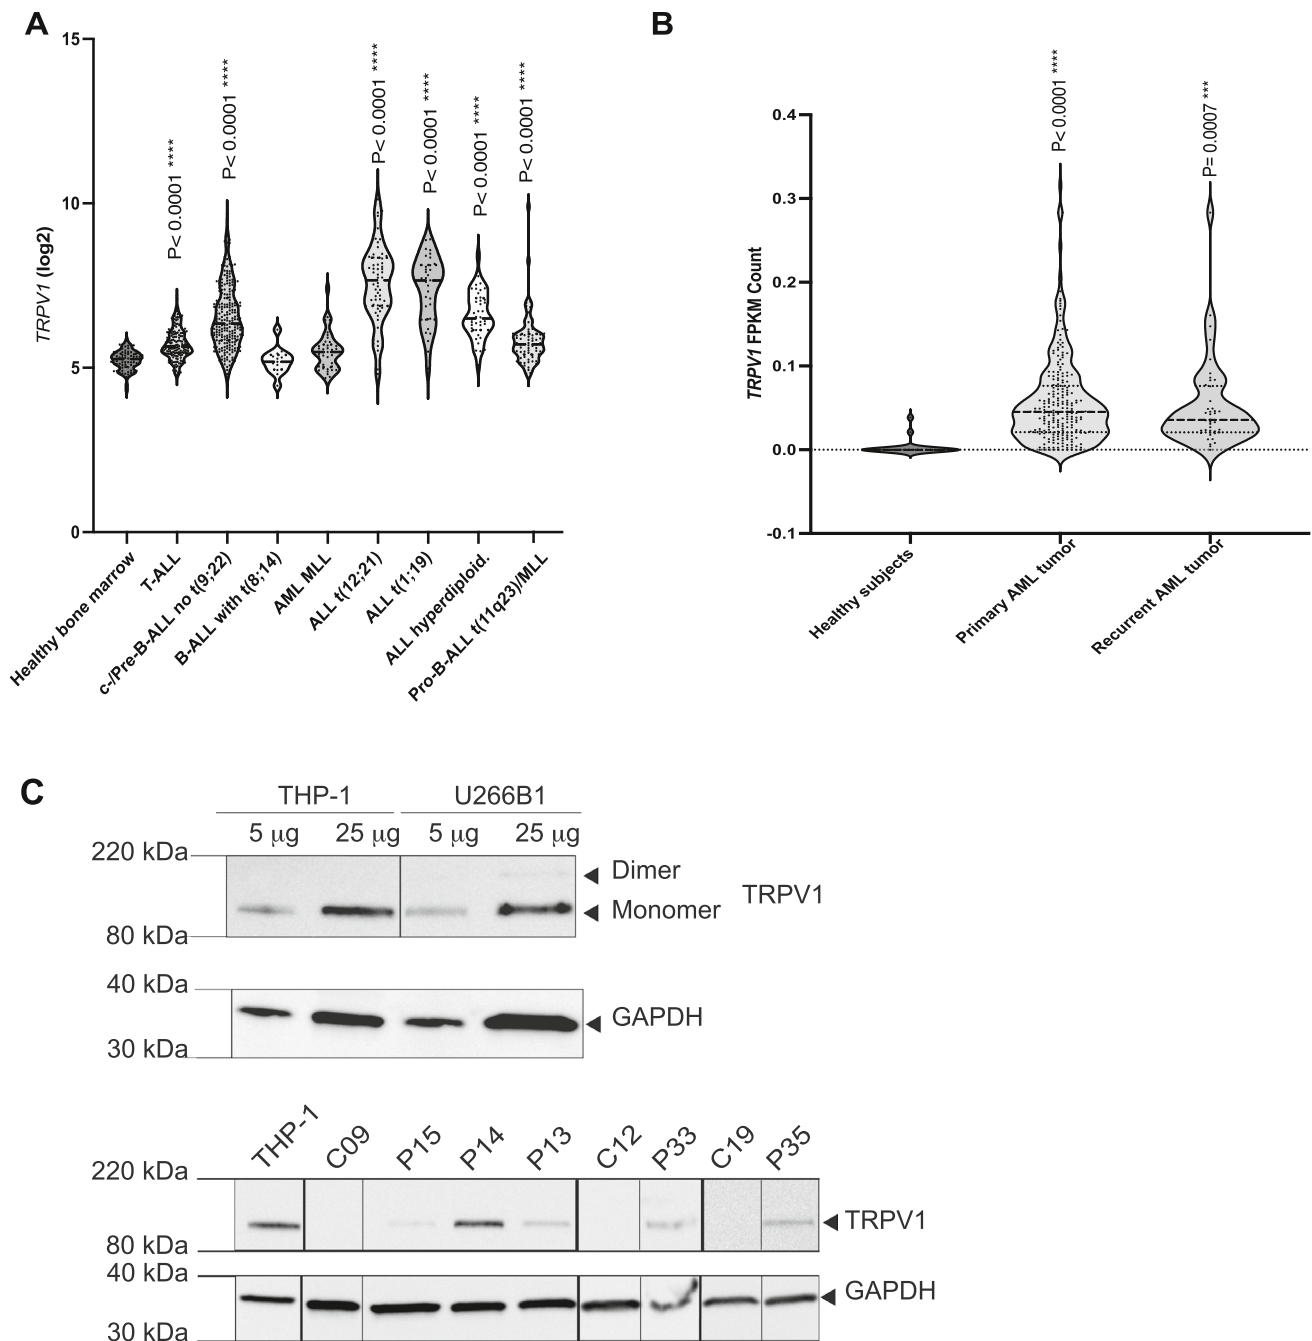 A
15
10
5
0
TRPV1 (log2)
P< 0.0001 ****
P< 0.0001 ****
P< 0.0001 ****
P< 0.0001 ****
P< 0.0001 ****
P< 0.0001 ****
Healthy bone marrow
T-ALL
c-/Pre-B-ALL no t(9;22)
B-ALL with t(8;14)
AML MLL
ALL t(12;21)
ALL t(1;19)
ALL hyperdiploid.
Pro-B-ALL t(11q23)/MLL
B
0.4
0.3
0.2
0.1
0.0
-0.1
TRPV1 FPKM Count
P< 0.0001 ****
P= 0.0007 ***
Healthy subjects
Primary AML tumor
Recurrent AML tumor
C
THP-1 U266B1
5 µg 25 µg 5 µg 25 µg
220 kDa
Dimer
Monomer TRPV1
80 kDa
40 kDa
GAPDH
30 kDa
THP-1 C09 P15 P14 P13 C12 P33 C19 P35
220 kDa
TRPV1
80 kDa
40 kDa
GAPDH
30 kDa